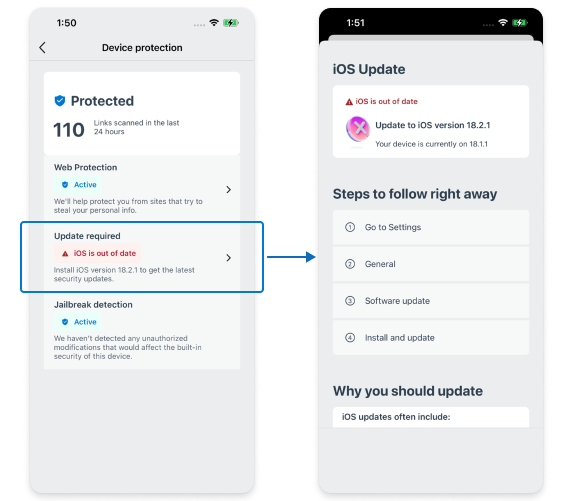 1:50
Device protection
Protected
110
Links scanned in the last
24 hours
Web Protection
Active
We'll help protect you from sites that try to
steal your personal info.
Update required
iOS is out of date
Install iOS version 18.2.1 to get the latest
security updates.
Jailbreak detection
Active
We haven't detected any unauthorized
modifications that would affect the built-in
security of this device.
1:51
iOS Update
iOS is out of date
Update to iOS version 18.2.1
Your device is currently on 18.1.1
Steps to follow right away
1 Go to Settings
2 General
3 Software update
4 Install and update
Why you should update
iOS updates often include: